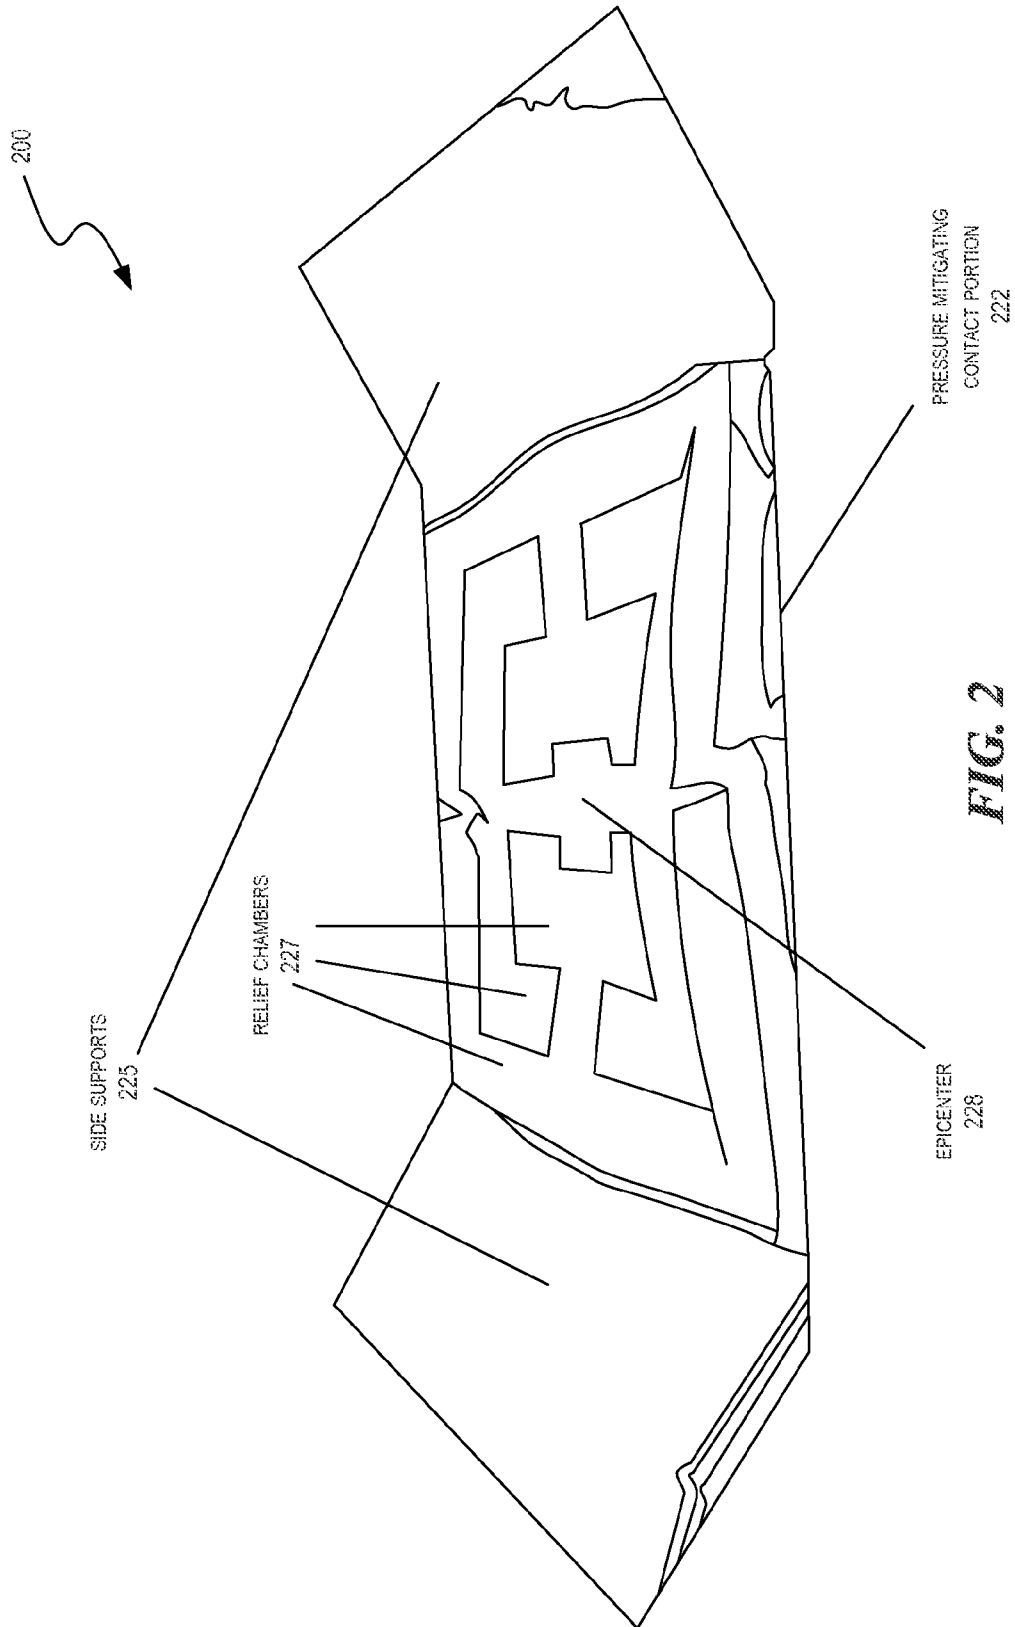 200
SIDE SUPPORTS
225
RELIEF CHAMBERS
227
PRESSURE MITIGATING
CONTACT PORTION
222
EPICENTER
228
FIG. 2